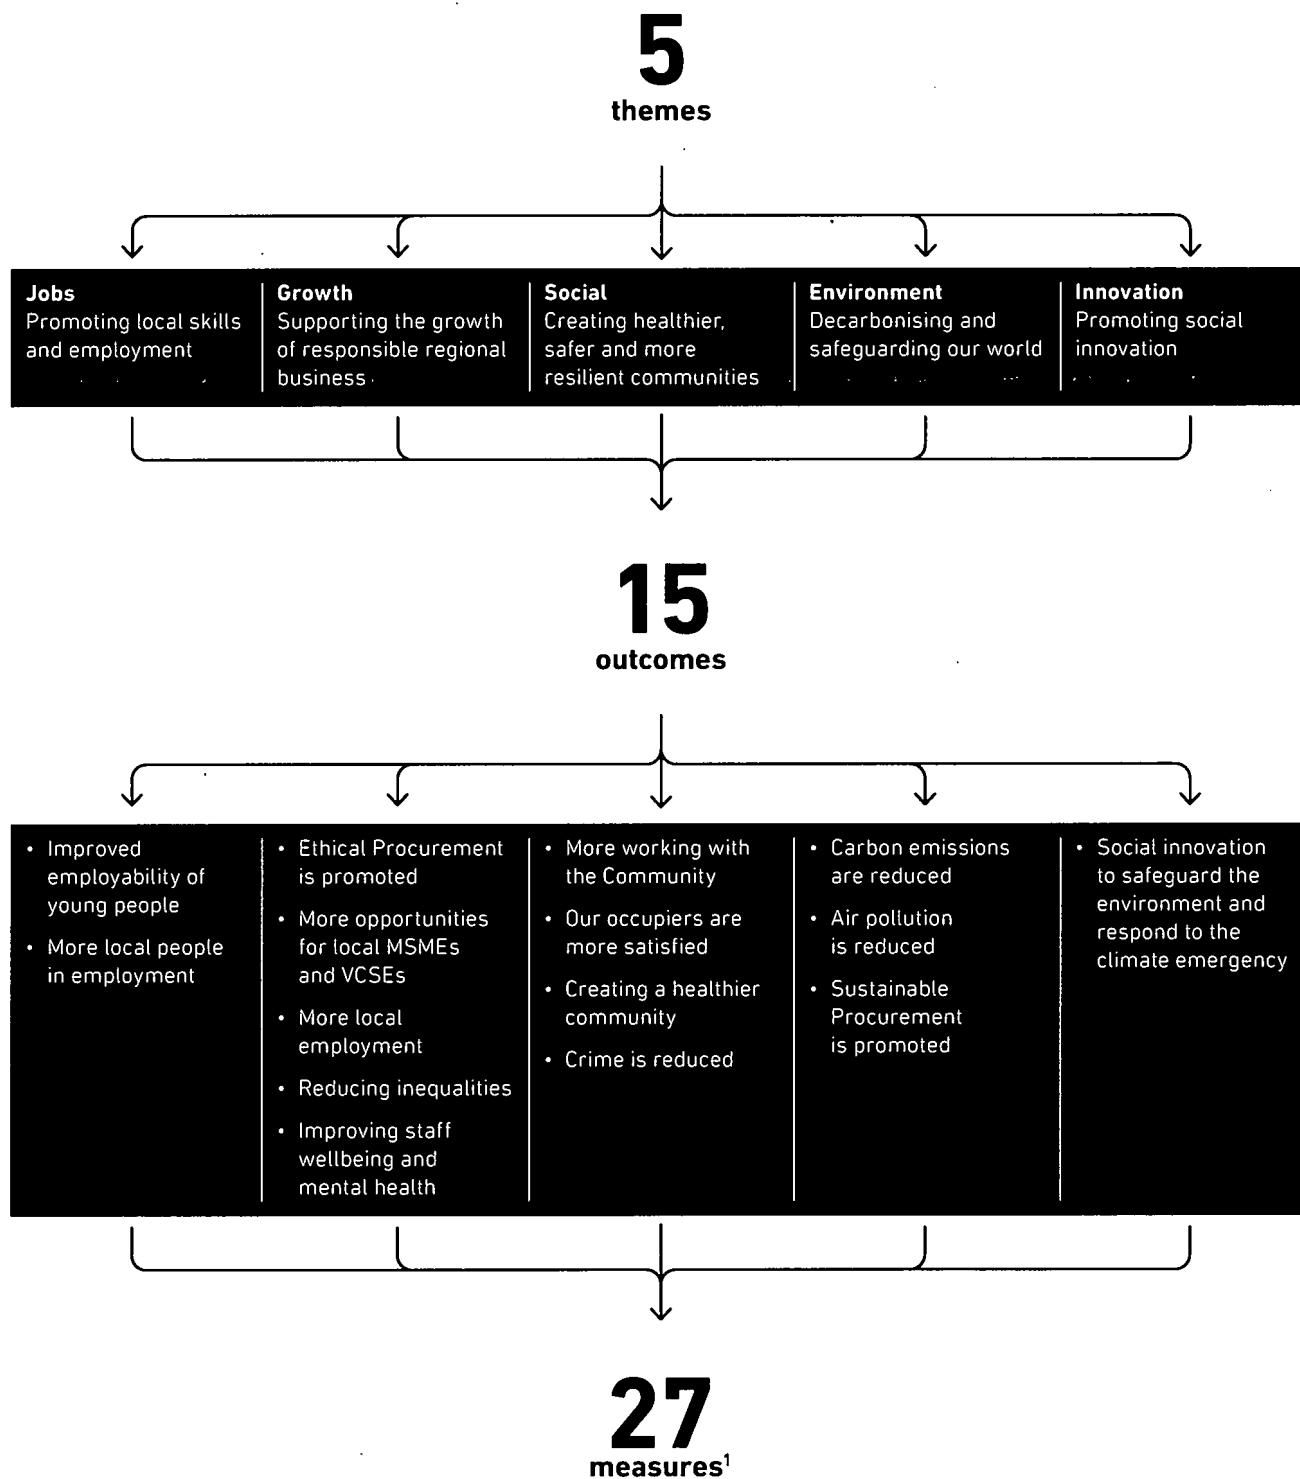 5
themes
Jobs
Promoting local skills
and employment
Growth
Supporting the growth
of responsible regional
business
Social
Creating healthier,
safer and more
resilient communities
Environment
Decarbonising and
safeguarding our world
Innovation
Promoting social
innovation
15
outcomes
• Improved
employability of
young people
• More local people
in employment
• Ethical Procurement
is promoted
• More opportunities
for local MSMEs
and VCSEs
• More local
employment
• Reducing inequalities
• Improving staff
wellbeing and
mental health
• More working with
the Community
• Our occupiers are
more satisfied
• Creating a healthier
community
• Crime is reduced
• Carbon emissions
are reduced
• Air pollution
is reduced
• Sustainable
Procurement
is promoted
• Social innovation
to safeguard the
environment and
respond to the
climate emergency
27
measures¹